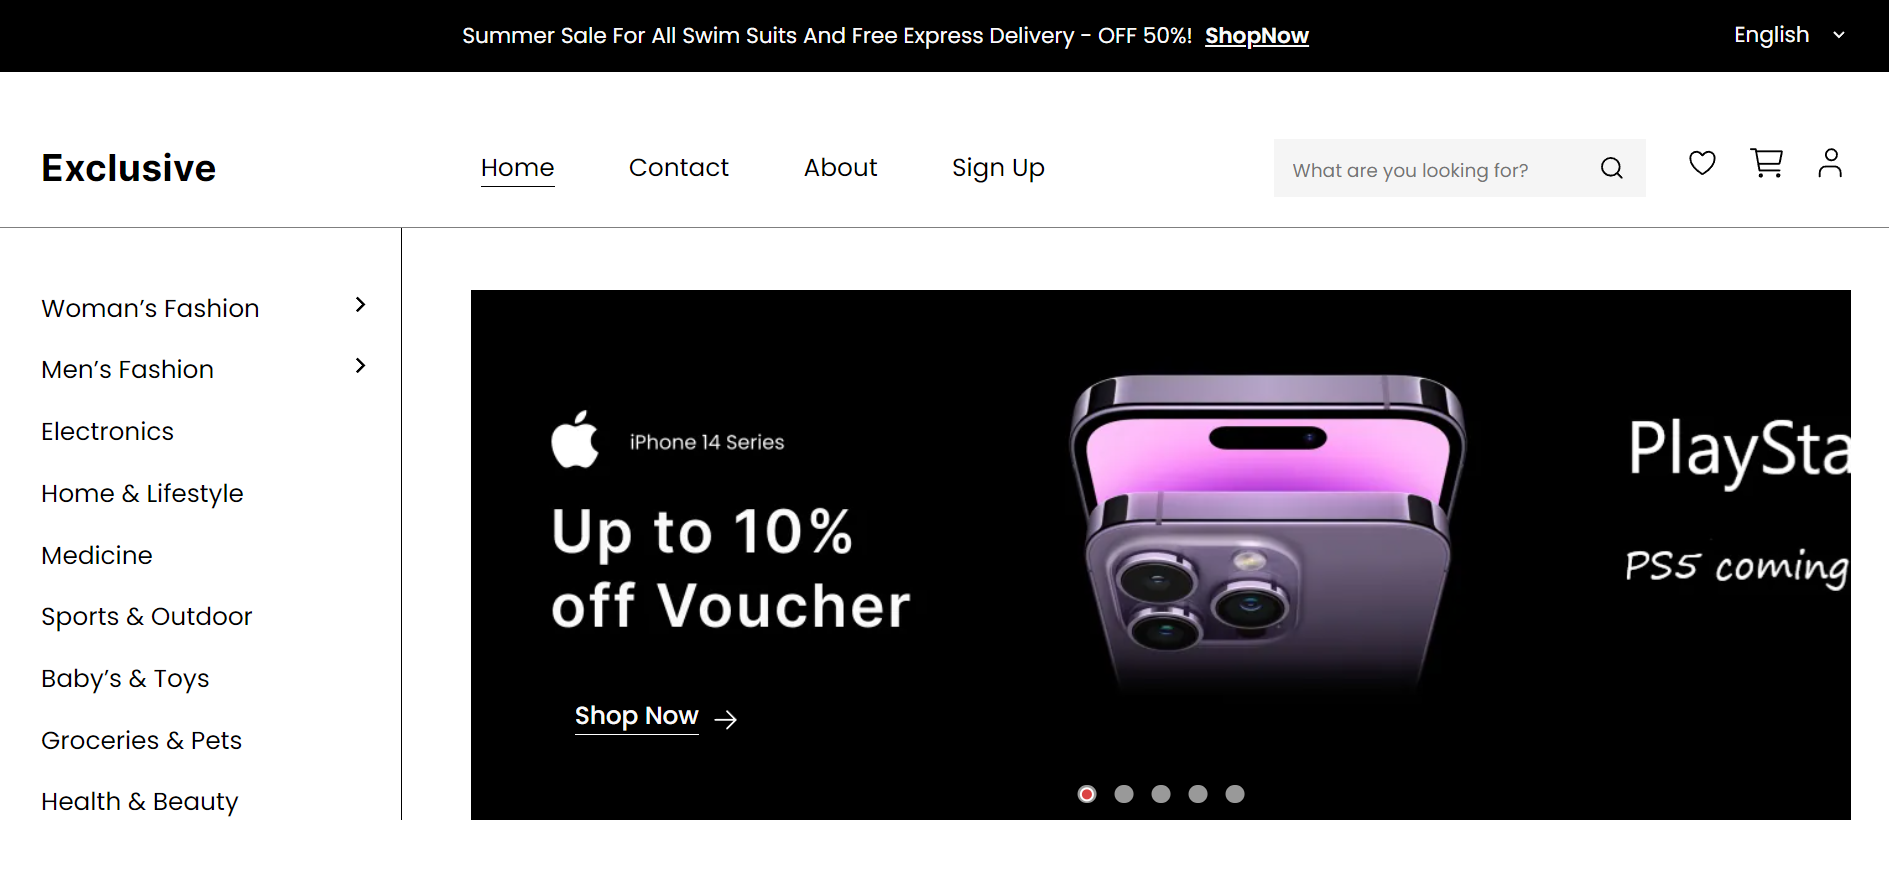 Summer Sale For All Swim Suits And Free Express Delivery - OFF 50%! ShopNow
English
Exclusive
Home Contact About Sign Up
What are you looking for?
Woman’s Fashion
Men’s Fashion
Electronics
Home & Lifestyle
Medicine
Sports & Outdoor
Baby’s & Toys
Groceries & Pets
Health & Beauty
iPhone 14 Series
Up to 10%
off Voucher
Shop Now
PlaySta
PS5 coming